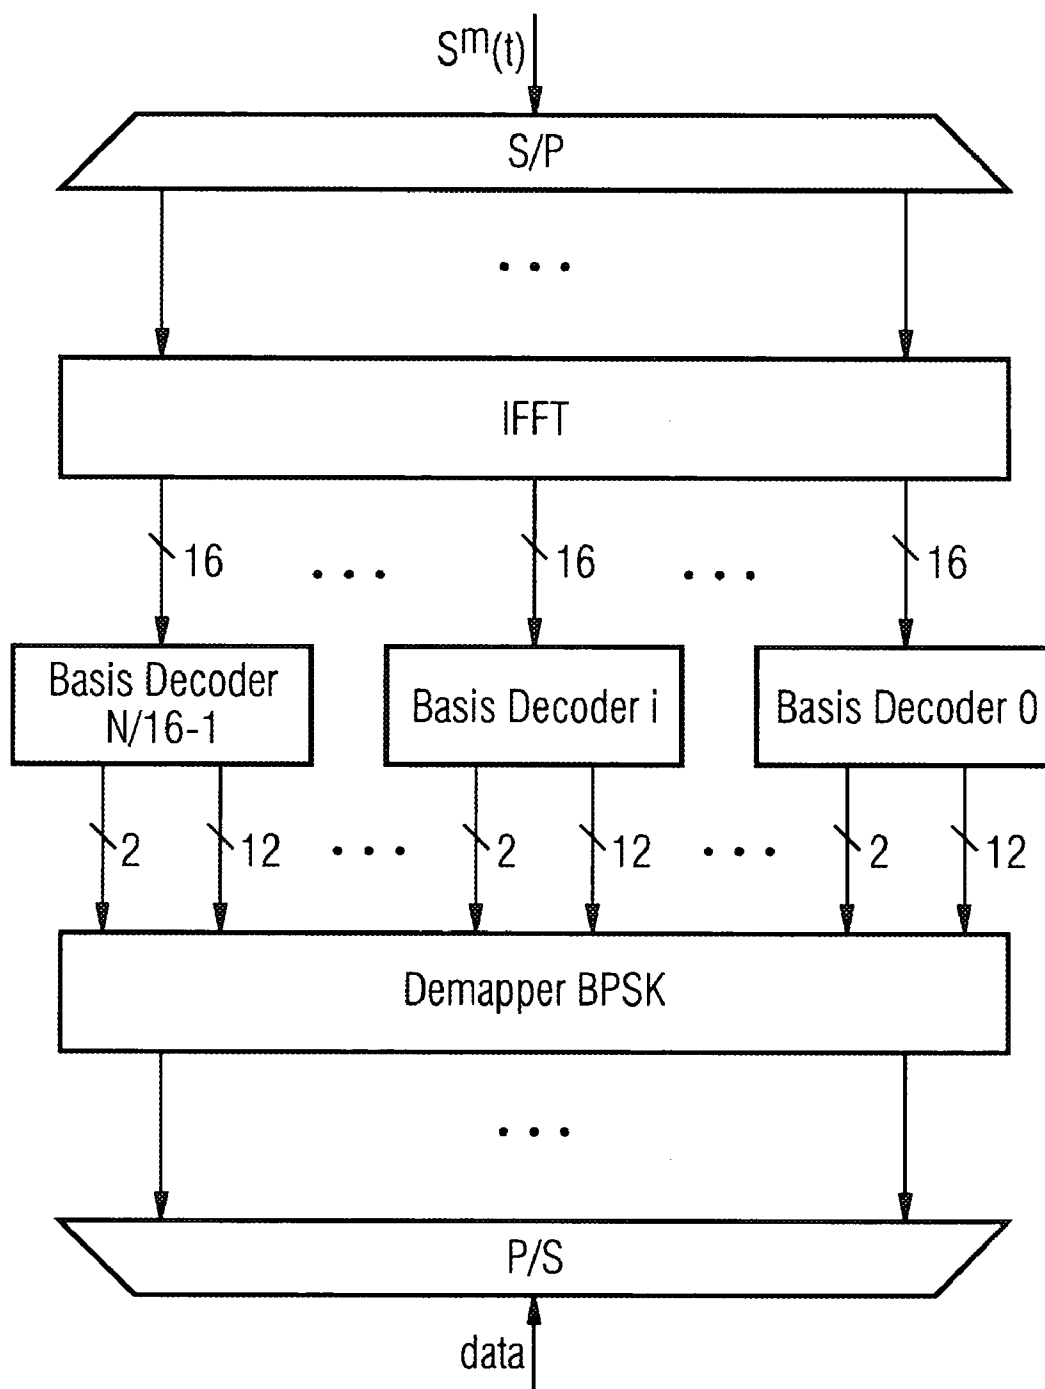 Sm(t)
S/P
IFFT
16
16
16
Basis Decoder
N/16-1
Basis Decoder i
Basis Decoder 0
2
12
2
12
2
12
Demapper BPSK
P/S
data